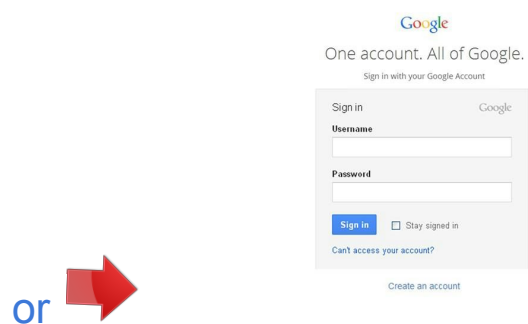 Google
One account. All of Google.
Sign in with your Google Account
Sign in Google
Username
Password
Sign in Stay signed in
Can't access your account?
Create an account
or